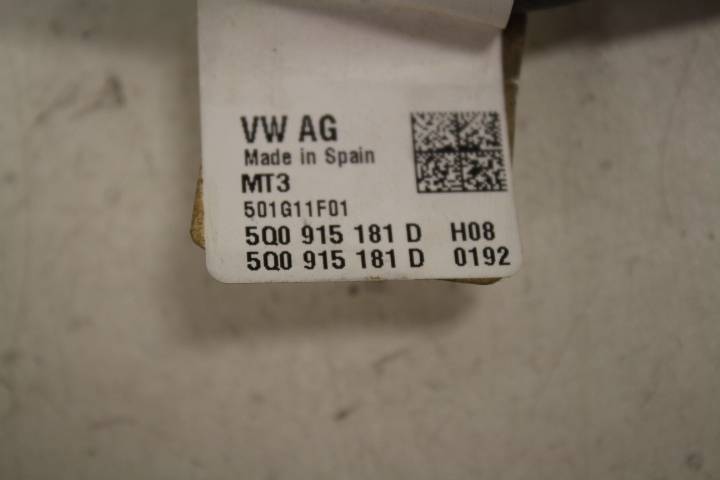 VW AG
Made in Spain
MT3
501G11F01
5Q0 915 181 D H08
5Q0 915 181 D 0192